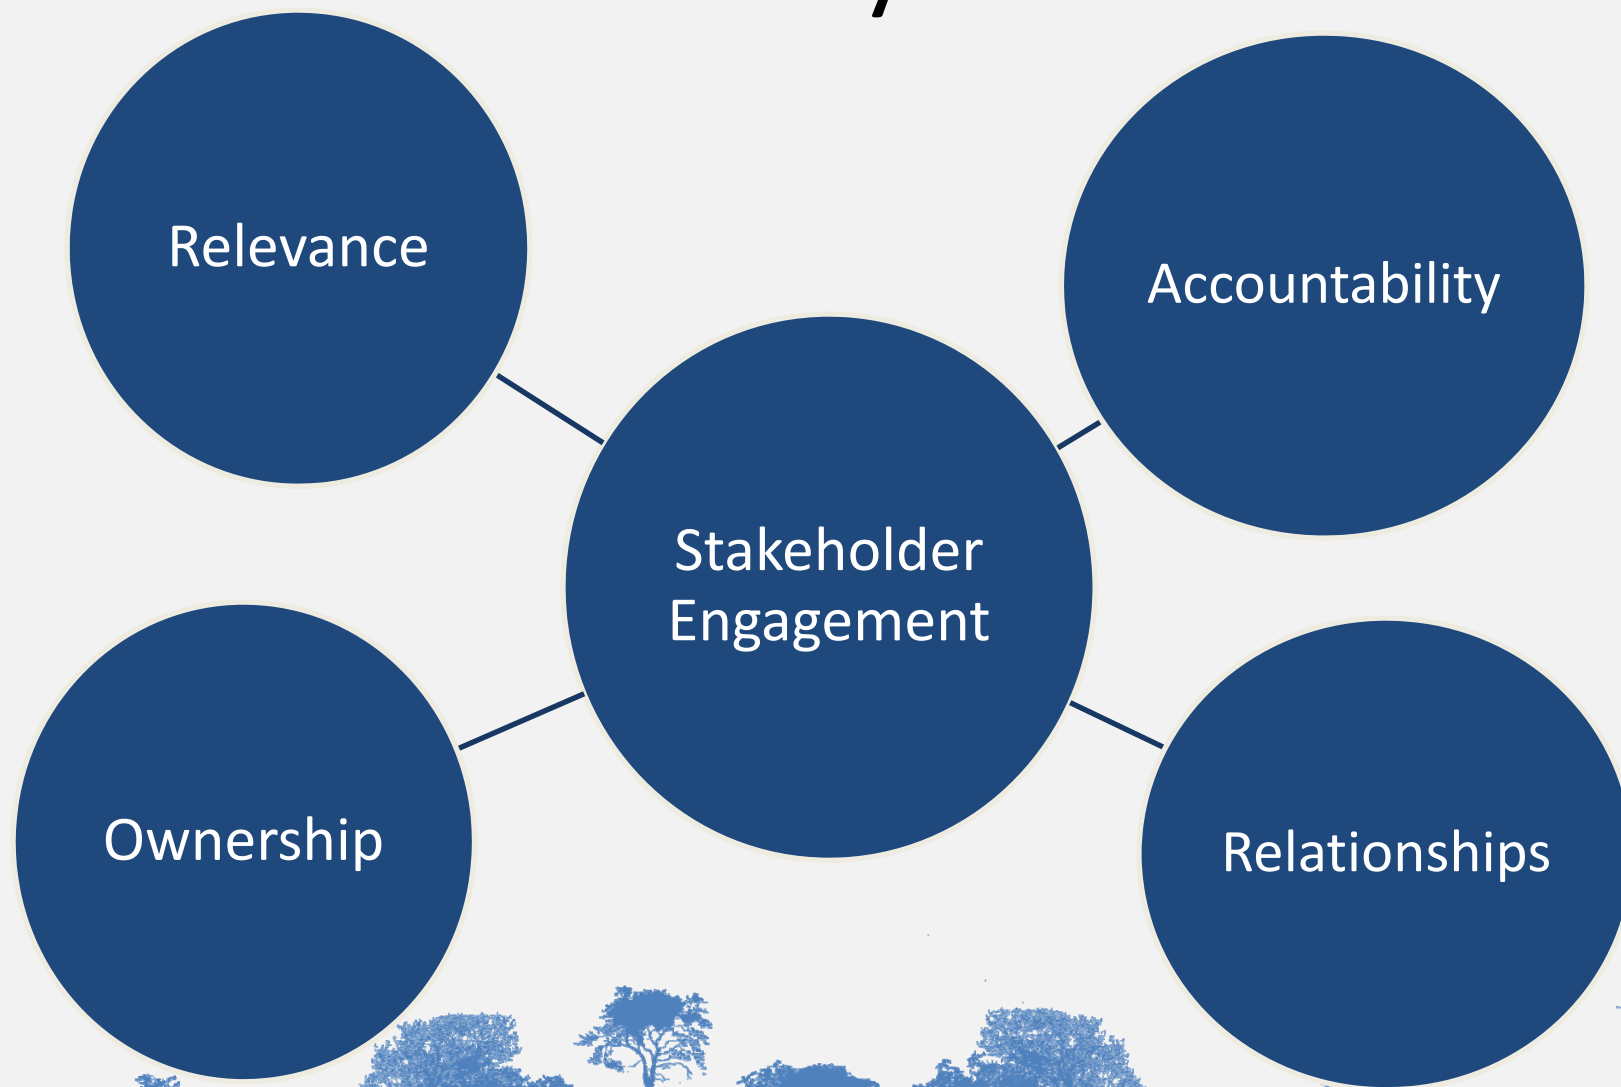 Relevance
Accountability
Stakeholder
Engagement
Ownership
Relationships